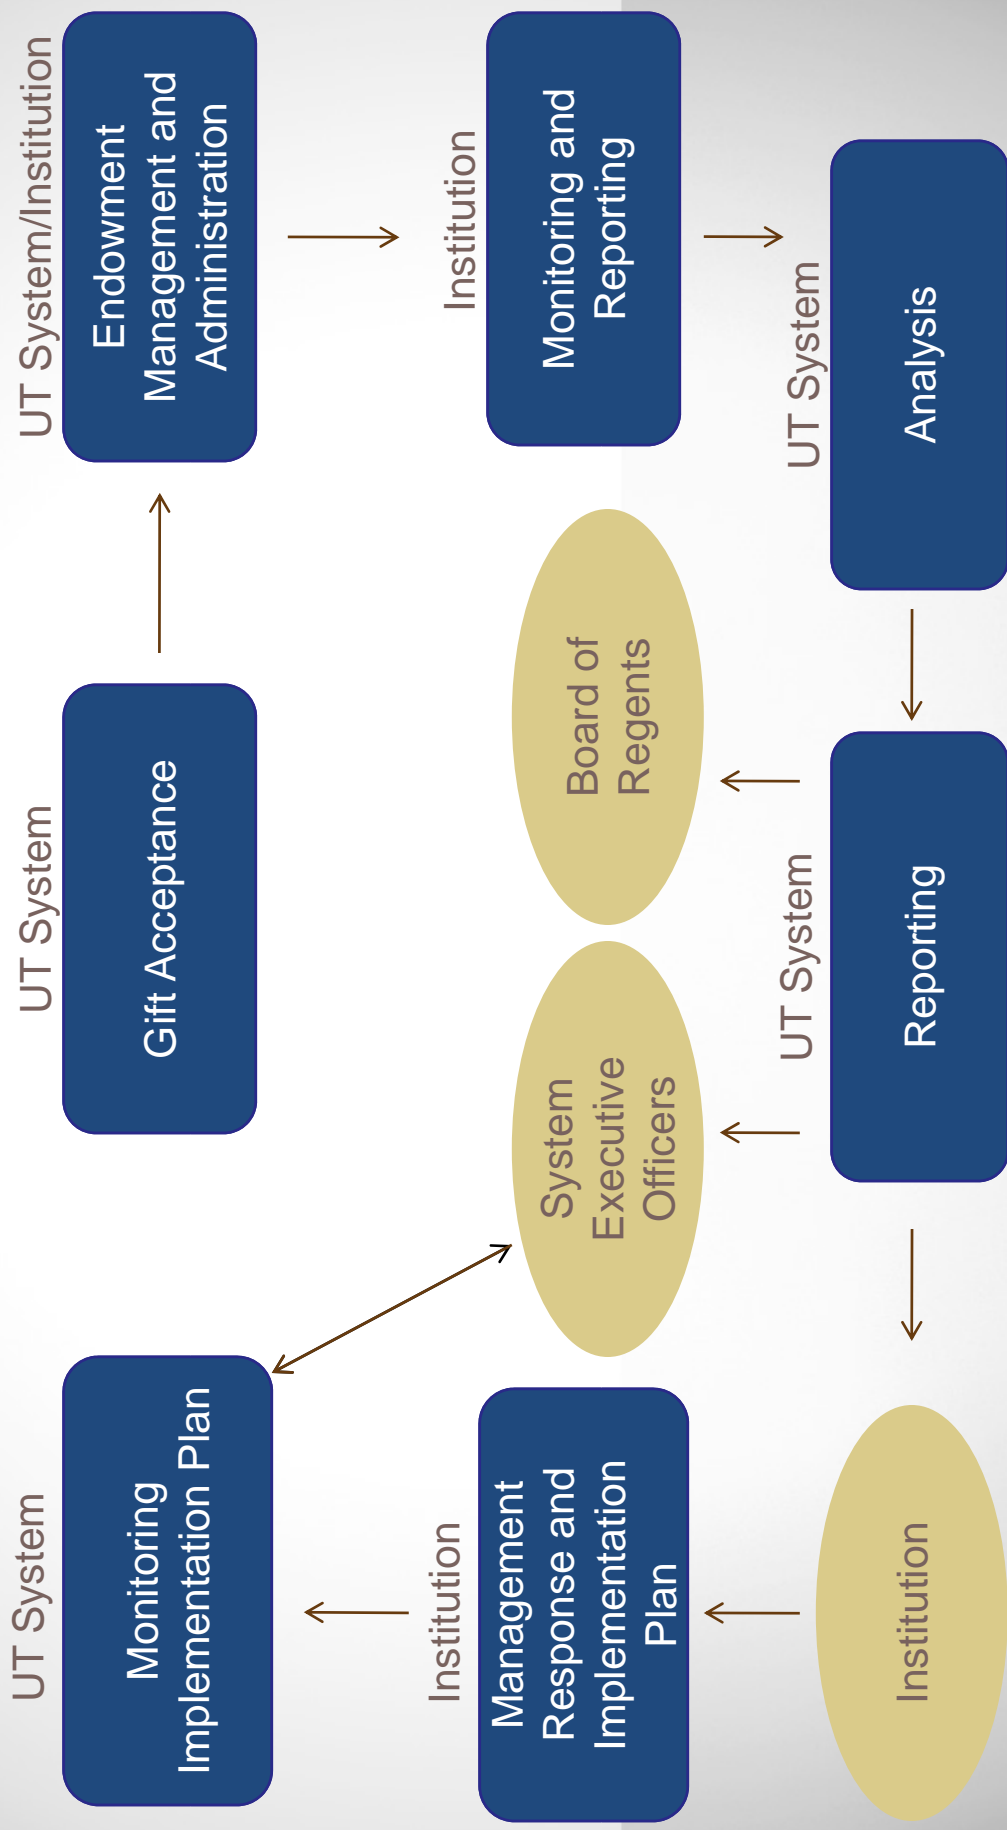 UT System
Monitoring
Implementation Plan
UT System
Gift Acceptance
UT System/Institution
Endowment
Management and
Administration
Institution
Management
Response and
Implementation
Plan
System
Executive
Officers
Board of
Regents
Institution
Monitoring and
Reporting
Institution
UT System
Reporting
UT System
Analysis